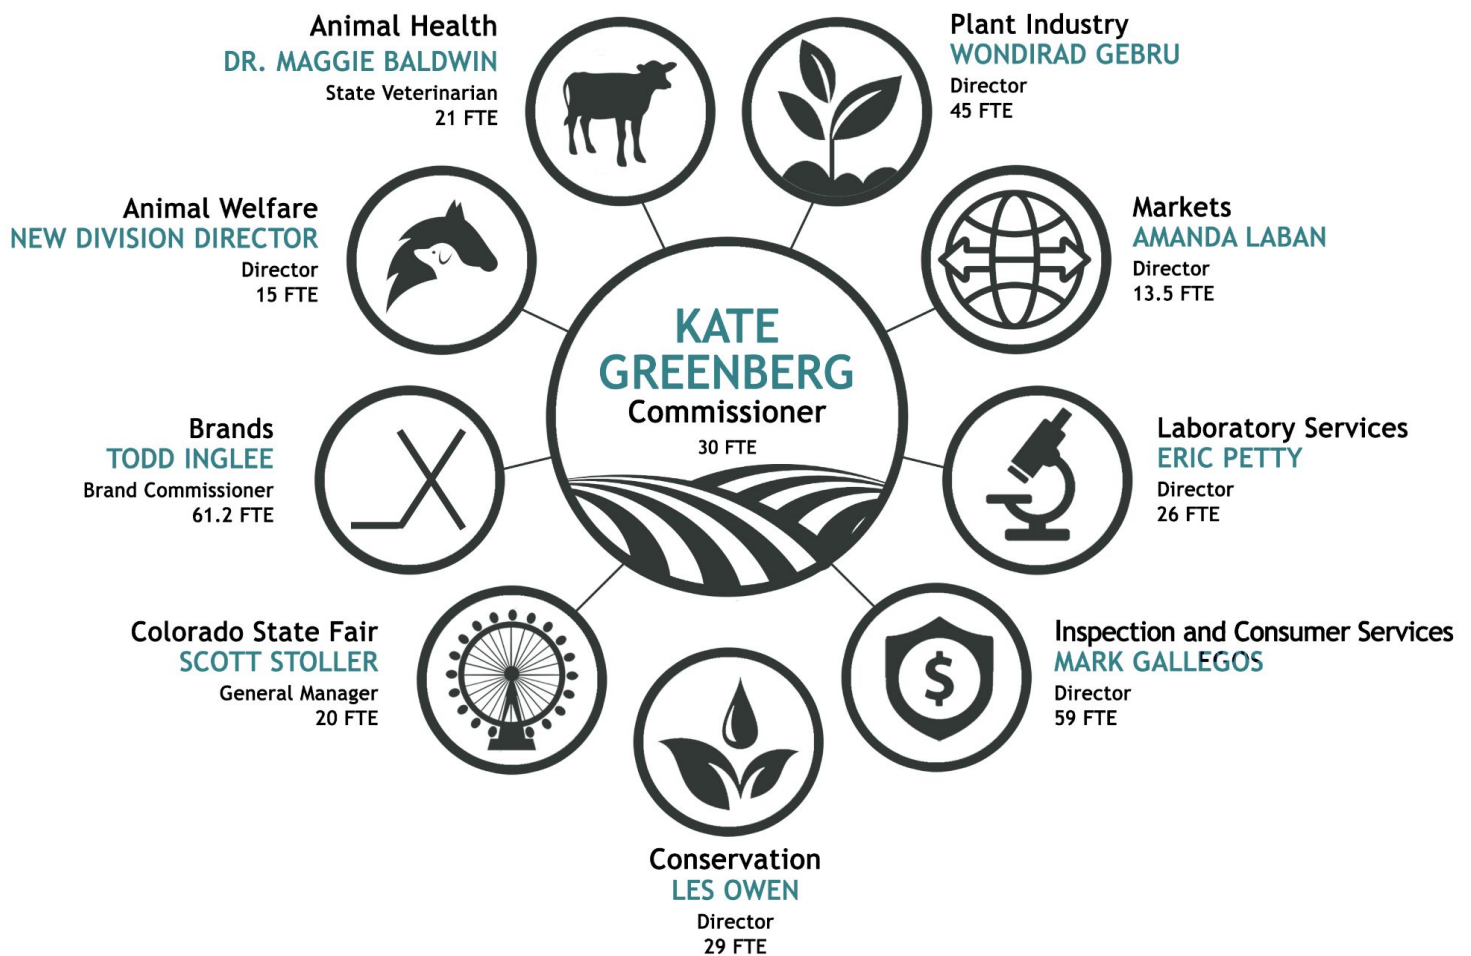 Animal Health
DR. MAGGIE BALDWIN
State Veterinarian
21 FTE
Plant Industry
WONDIRAD GEBRU
Director
45 FTE
Animal Welfare
NEW DIVISION DIRECTOR
Director
15 FTE
Markets
AMANDA LABAN
Director
13.5 FTE
KATE
GREENBERG
Commissioner
30 FTE
Brands
TODD INGLEE
Brand Commissioner
61.2 FTE
Laboratory Services
ERIC PETTY
Director
26 FTE
Colorado State Fair
SCOTT STOLLER
General Manager
20 FTE
Inspection and Consumer Services
MARK GALLEGOS
Director
59 FTE
$
Conservation
LES OWEN
Director
29 FTE